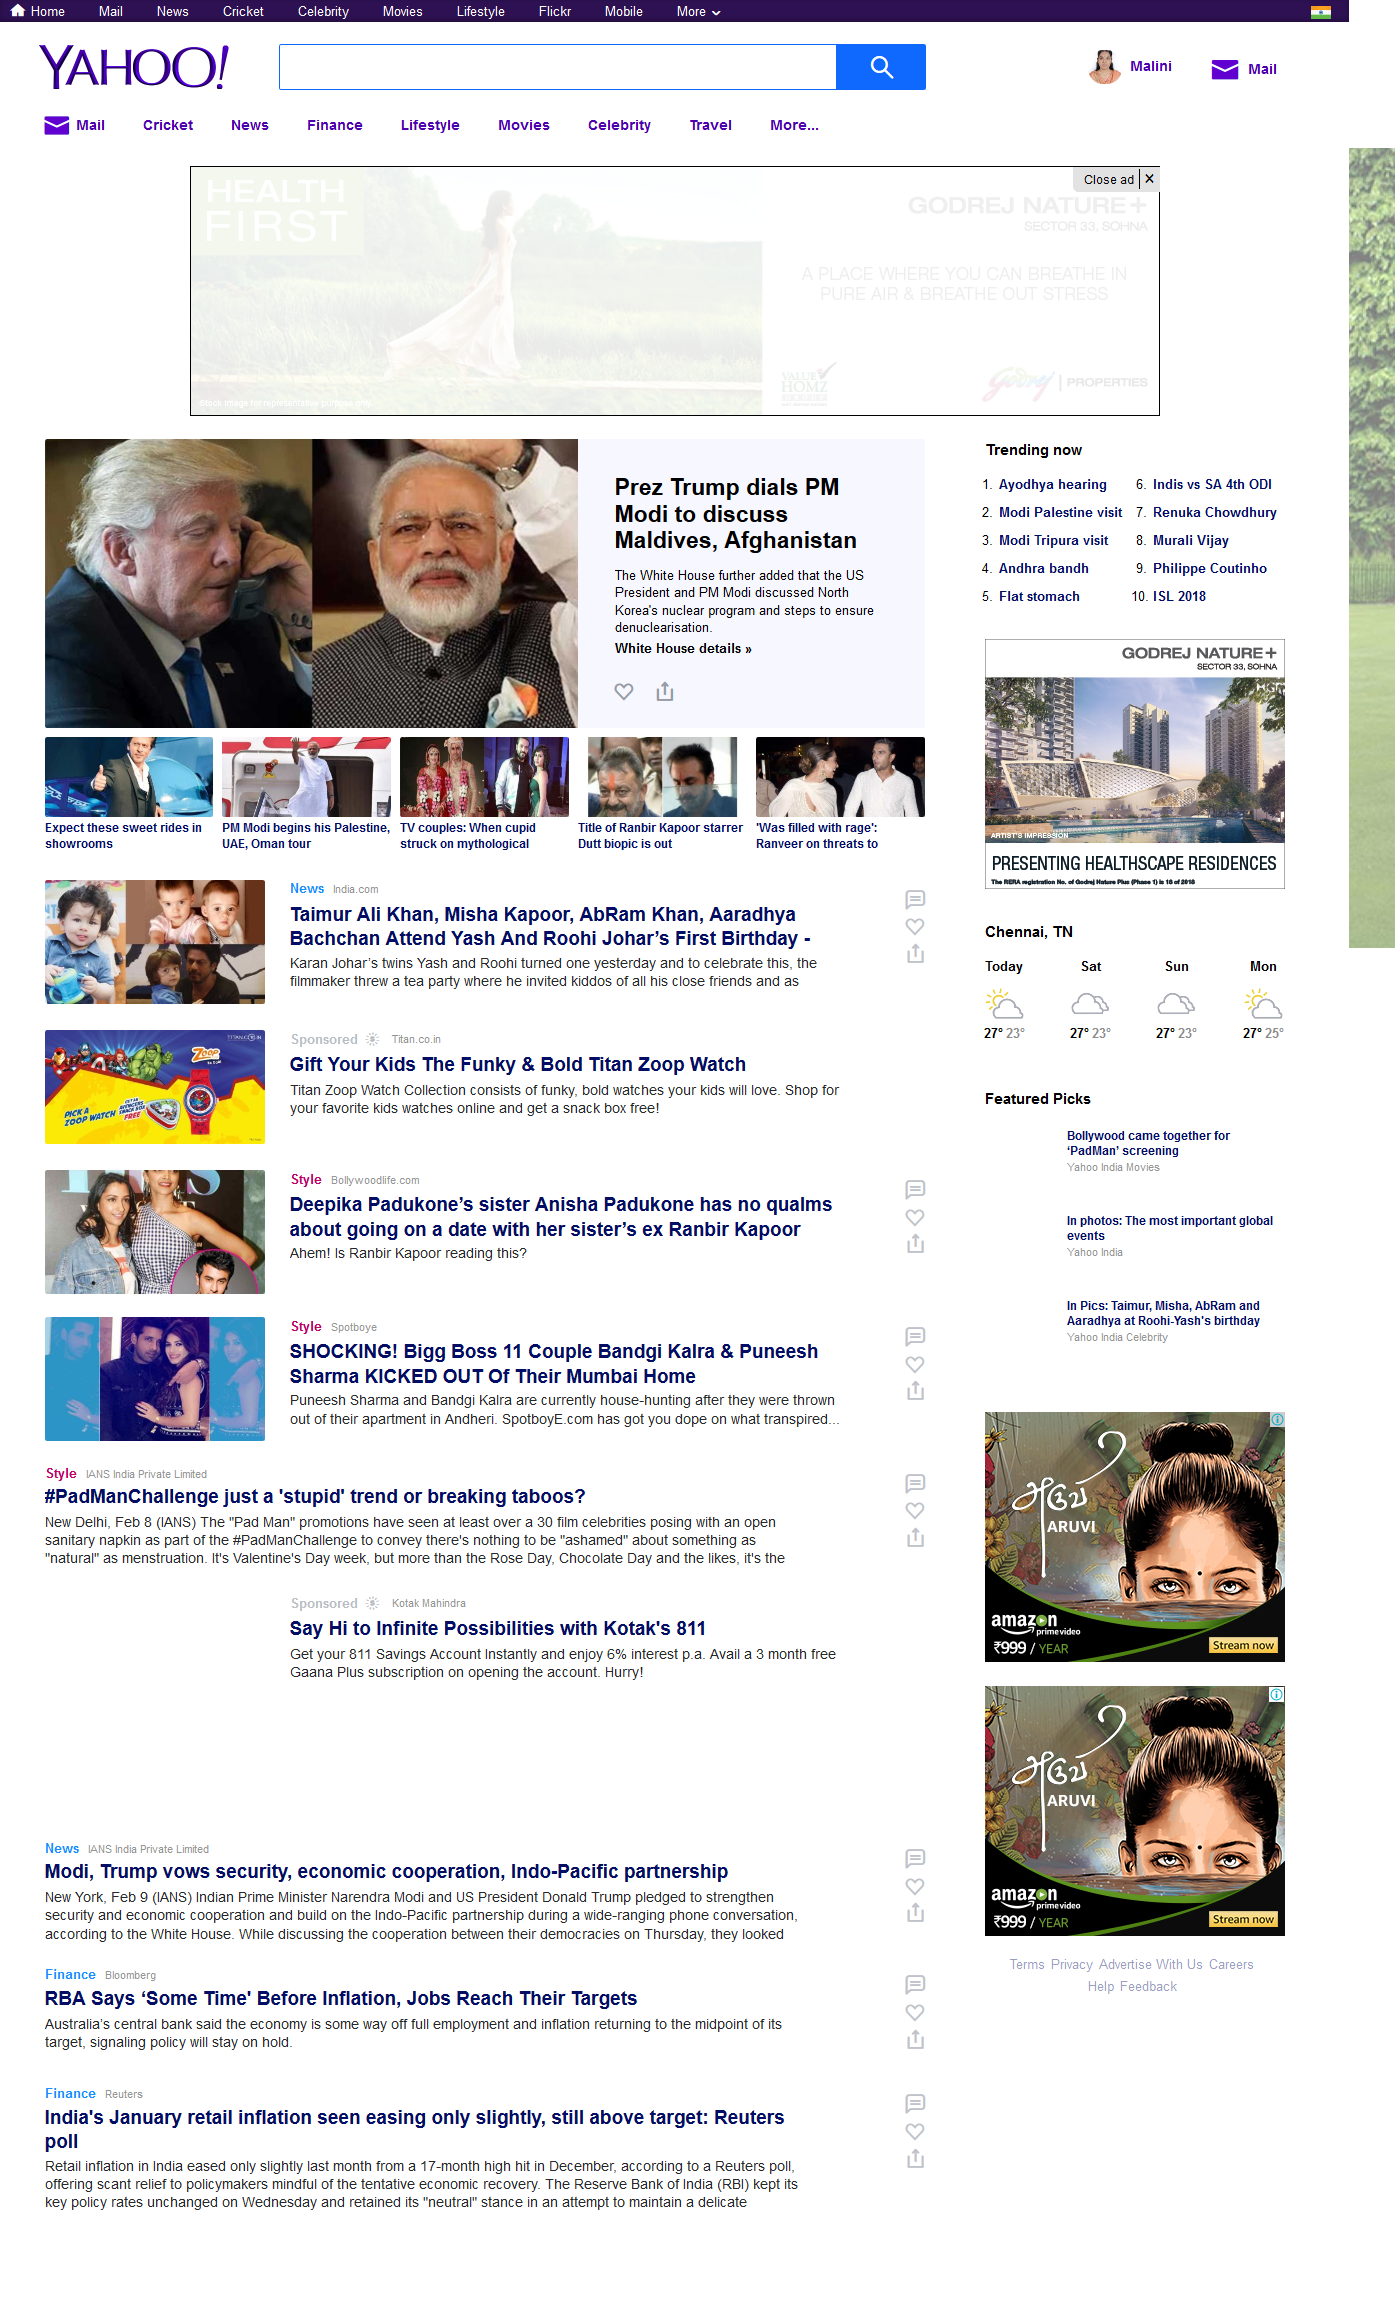 Home Mail News Cricket Celebrity Movies Lifestyle Flickr Mobile More
YAHOO!
Malini
Mail
Mail Cricket News Finance Lifestyle Movies Celebrity Travel More...
Close ad ×
HEALTH
FIRST
GODREJ NATURE+
SECTOR 33, SOHNA
A PLACE WHERE YOU CAN BREATHE IN
PURE AIR & BREATHE OUT STRESS
VALUE
HOMZ
Godrej | PROPERTIES
Stock image for representative purpose only
Prez Trump dials PM
Modi to discuss
Maldives, Afghanistan
The White House further added that the US
President and PM Modi discussed North
Korea's nuclear program and steps to ensure
denuclearisation.
White House details »
Expect these sweet rides in
showrooms
PM Modi begins his Palestine,
UAE, Oman tour
TV couples: When cupid
struck on mythological
Title of Ranbir Kapoor starrer
Dutt biopic is out
'Was filled with rage':
Ranveer on threats to
News India.com
Taimur Ali Khan, Misha Kapoor, AbRam Khan, Aaradhya
Bachchan Attend Yash And Roohi Johar’s First Birthday -
Karan Johar’s twins Yash and Roohi turned one yesterday and to celebrate this, the
filmmaker threw a tea party where he invited kiddos of all his close friends and as
TITAN.CO.IN
ZOOP
PICK A
ZOOP WATCH
GET AN
AVENGERS
SNACK BOX
FREE
Sponsored Titan.co.in
Gift Your Kids The Funky & Bold Titan Zoop Watch
Titan Zoop Watch Collection consists of funky, bold watches your kids will love. Shop for
your favorite kids watches online and get a snack box free!
Style Bollywoodlife.com
Deepika Padukone’s sister Anisha Padukone has no qualms
about going on a date with her sister’s ex Ranbir Kapoor
Ahem! Is Ranbir Kapoor reading this?
Style Spotboye
SHOCKING! Bigg Boss 11 Couple Bandgi Kalra & Puneesh
Sharma KICKED OUT Of Their Mumbai Home
Puneesh Sharma and Bandgi Kalra are currently house-hunting after they were thrown
out of their apartment in Andheri. SpotboyE.com has got you dope on what transpired...
Style IANS India Private Limited
#PadManChallenge just a 'stupid' trend or breaking taboos?
New Delhi, Feb 8 (IANS) The "Pad Man" promotions have seen at least over a 30 film celebrities posing with an open
sanitary napkin as part of the #PadManChallenge to convey there's nothing to be "ashamed" about something as
"natural" as menstruation. It's Valentine's Day week, but more than the Rose Day, Chocolate Day and the likes, it's the
Sponsored Kotak Mahindra
Say Hi to Infinite Possibilities with Kotak's 811
Get your 811 Savings Account Instantly and enjoy 6% interest p.a. Avail a 3 month free
Gaana Plus subscription on opening the account. Hurry!
News IANS India Private Limited
Modi, Trump vows security, economic cooperation, Indo-Pacific partnership
New York, Feb 9 (IANS) Indian Prime Minister Narendra Modi and US President Donald Trump pledged to strengthen
security and economic cooperation and build on the Indo-Pacific partnership during a wide-ranging phone conversation,
according to the White House. While discussing the cooperation between their democracies on Thursday, they looked
Finance Bloomberg
RBA Says ‘Some Time' Before Inflation, Jobs Reach Their Targets
Australia’s central bank said the economy is some way off full employment and inflation returning to the midpoint of its
target, signaling policy will stay on hold.
Finance Reuters
India's January retail inflation seen easing only slightly, still above target: Reuters
poll
Retail inflation in India eased only slightly last month from a 17-month high hit in December, according to a Reuters poll,
offering scant relief to policymakers mindful of the tentative economic recovery. The Reserve Bank of India (RBI) kept its
key policy rates unchanged on Wednesday and retained its "neutral" stance in an attempt to maintain a delicate
Trending now
1. Ayodhya hearing
2. Modi Palestine visit
3. Modi Tripura visit
4. Andhra bandh
5. Flat stomach
6. Indis vs SA 4th ODI
7. Renuka Chowdhury
8. Murali Vijay
9. Philippe Coutinho
10. ISL 2018
GODREJ NATURE+
SECTOR 33, SOHNA
ARTIST'S IMPRESSION
PRESENTING HEALTHSCAPE RESIDENCES
The RERA registration No. of Godrej Nature Plus (Phase 1) is 16 of 2018
Chennai, TN
Today Sat Sun Mon
27° 23° 27° 23° 27° 23° 27° 25°
Featured Picks
Bollywood came together for
‘PadMan’ screening
Yahoo India Movies
In photos: The most important global
events
Yahoo India
In Pics: Taimur, Misha, AbRam and
Aaradhya at Roohi-Yash's birthday
Yahoo India Celebrity
அருவி
ARUVI
amazon
primevideo
₹999 / YEAR
Stream now
அருவி
ARUVI
amazon
primevideo
₹999 / YEAR
Stream now
Terms Privacy Advertise With Us Careers
Help Feedback